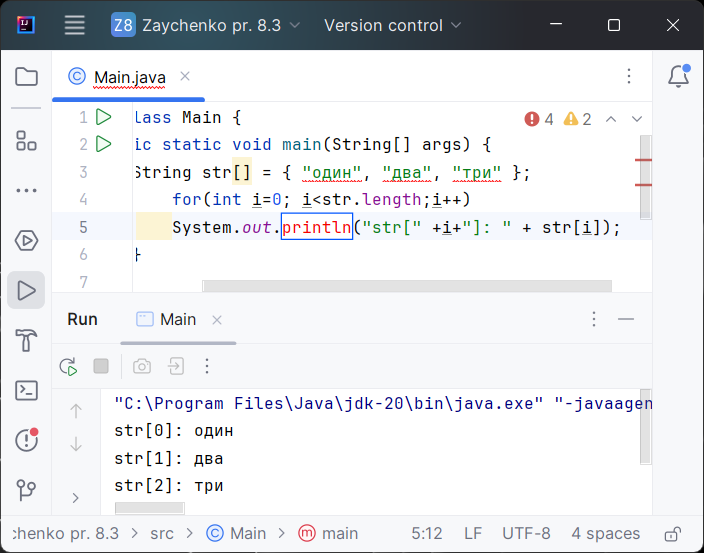 Z8 Zaychenko pr. 8.3 Version control
Main.java
4 2
1 lass Main {
2 ic static void main(String[] args) {
3 String str[] = { "один", "два", "три" };
4 for(int i=0; i<str.length;i++)
5 System.out.println("str[" +i+"]: " + str[i]);
6 }
7
Run Main
"C:\Program Files\Java\jdk-20\bin\java.exe" "-javaagen
str[0]: один
str[1]: два
str[2]: три
chenko pr. 8.3 > src > Main > main 5:12 LF UTF-8 4 spaces